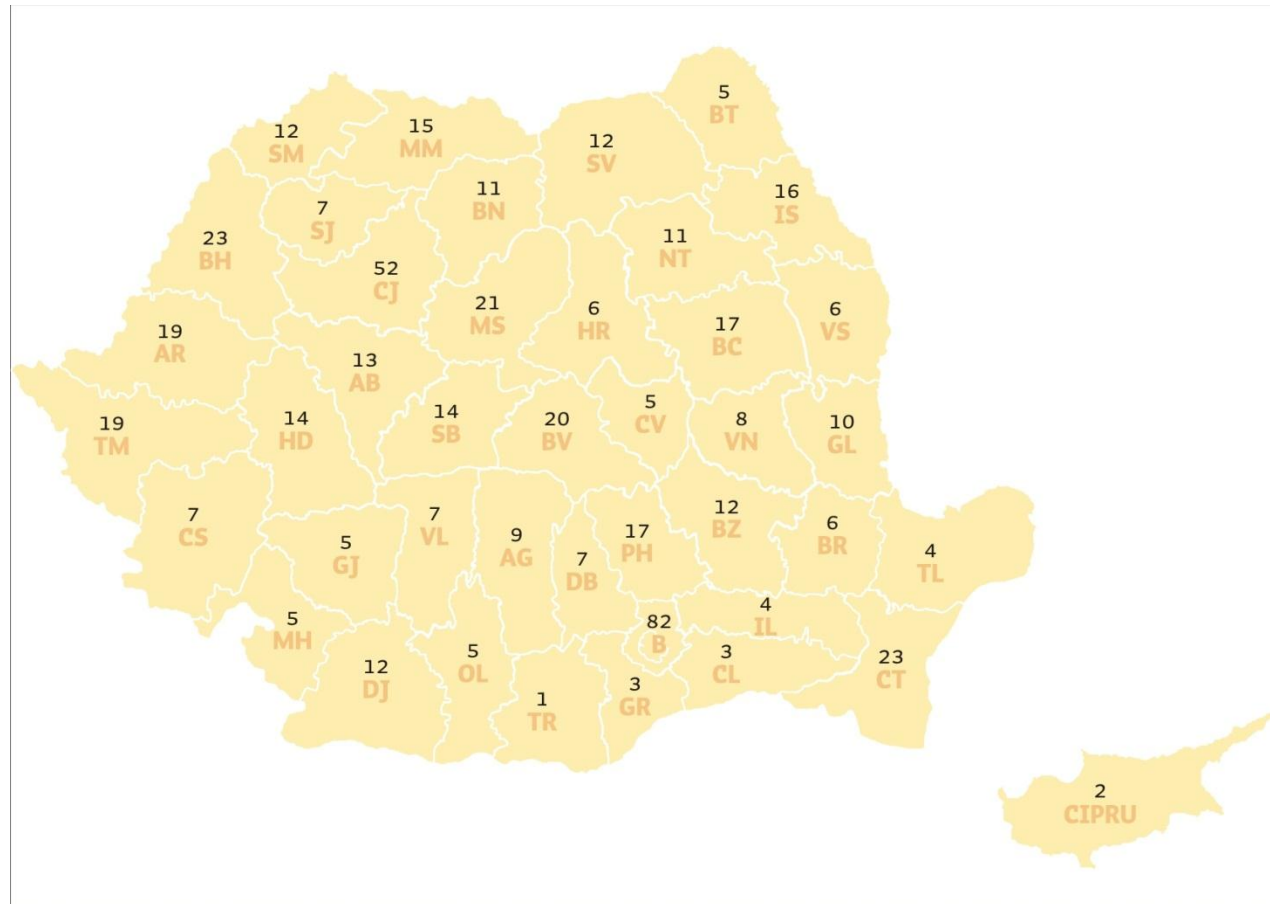 5
BT
12
SM
15
MM
12
SV
11
BN
16
IS
7
SJ
23
BH
11
NT
52
CJ
21
MS
6
HR
6
VS
17
BC
19
AR
13
AB
5
CV
14
SB
20
BV
14
HD
19
TM
8
VN
10
GL
7
CS
7
VL
12
BZ
5
GJ
9
AG
17
PH
6
BR
7
DB
4
TL
4
IL
5
MH
82
B
5
OL
3
CL
23
CT
12
DJ
3
GR
1
TR
2
CIPRU